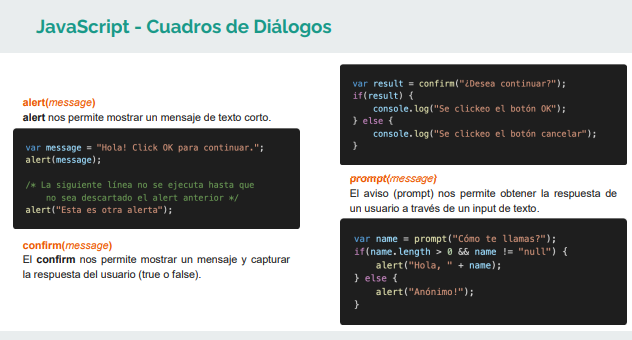 JavaScript - Cuadros de Diálogos
alert(message)
alert nos permite mostrar un mensaje de texto corto.
var message = "Hola! Click OK para continuar.";
alert(message);
/* La siguiente línea no se ejecuta hasta que
no sea descartado el alert anterior */
alert("Esta es otra alerta");
confirm(message)
El confirm nos permite mostrar un mensaje y capturar
la respuesta del usuario (true o false).
var result = confirm("¿Desea continuar?");
if(result) {
console.log("Se clickeo el botón OK");
} else {
console.log("Se clickeo el botón cancelar");
}
prompt(message)
El aviso (prompt) nos permite obtener la respuesta de
un usuario a través de un input de texto.
var name = prompt("Cómo te llamas?");
if(name.length > 0 && name != "null") {
alert("Hola, " + name);
} else {
alert("Anónimo!");
}